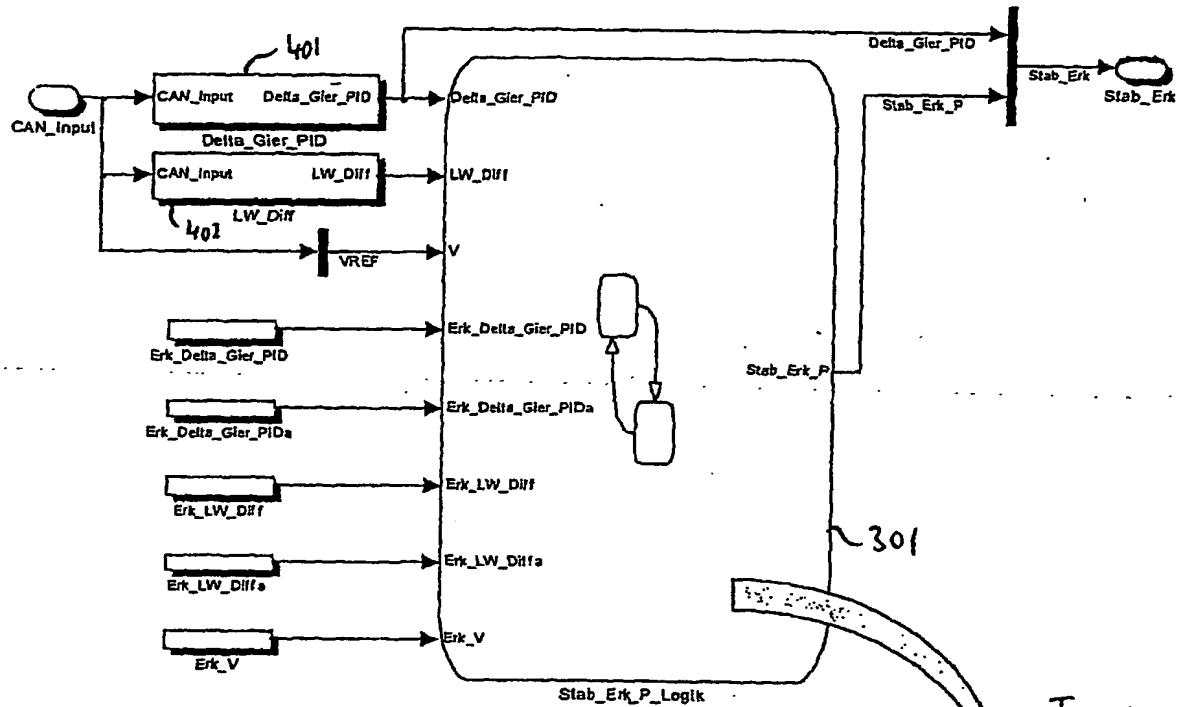 401
Delta_Gier_PID
CAN_Input
CAN_Input Delta_Gier_PID
Delta_Gier_PID
Delta_Gier_PID
Stab_Erk
Stab_Erk
Stab_Erk_P
CAN_Input LW_Diff
LW_Diff
LW_Diff
402
VREF
V
Erk_Delta_Gier_PID
Erk_Delta_Gier_PID
Stab_Erk_P
Erk_Delta_Gier_PIDa
Erk_Delta_Gier_PIDa
Erk_LW_Diff
Erk_LW_Diff
301
Erk_LW_Diffa
Erk_LW_Diffa
Erk_V
Erk_V
Stab_Erk_P_Logik